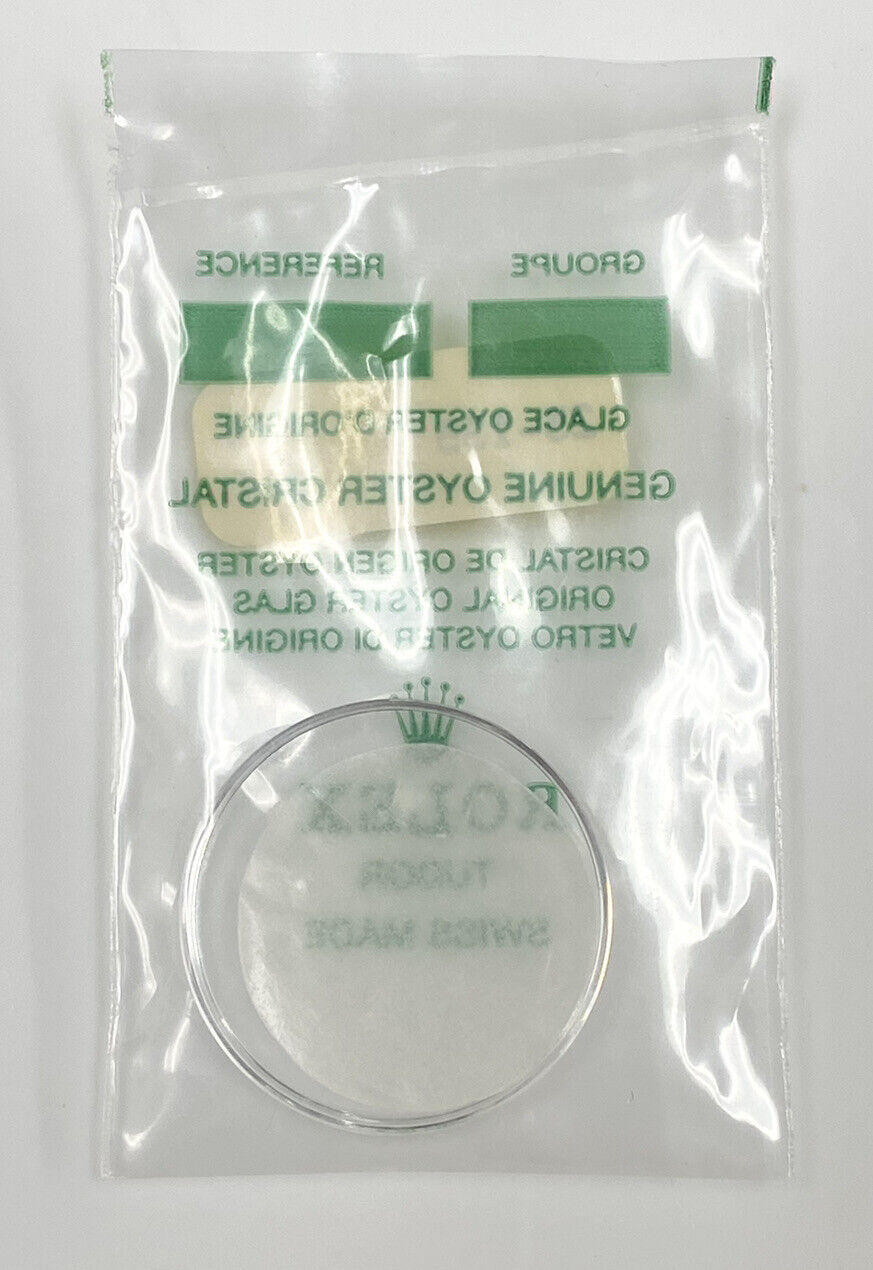 GROUPE REFERENCE
GLACE OYSTER D'ORIGINE
GENUINE OYSTER CRISTAL
CRISTAL DE ORIGEN OYSTER
ORIGINAL OYSTER GLAS
VETRO OYSTER DI ORIGINE
ROLEX
TUDOR
SWISS MADE